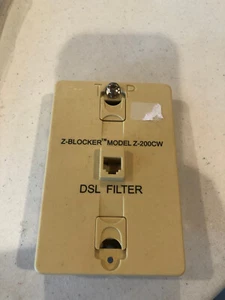 Z-BLOCKER™ MODEL Z-200CW
DSL FILTER